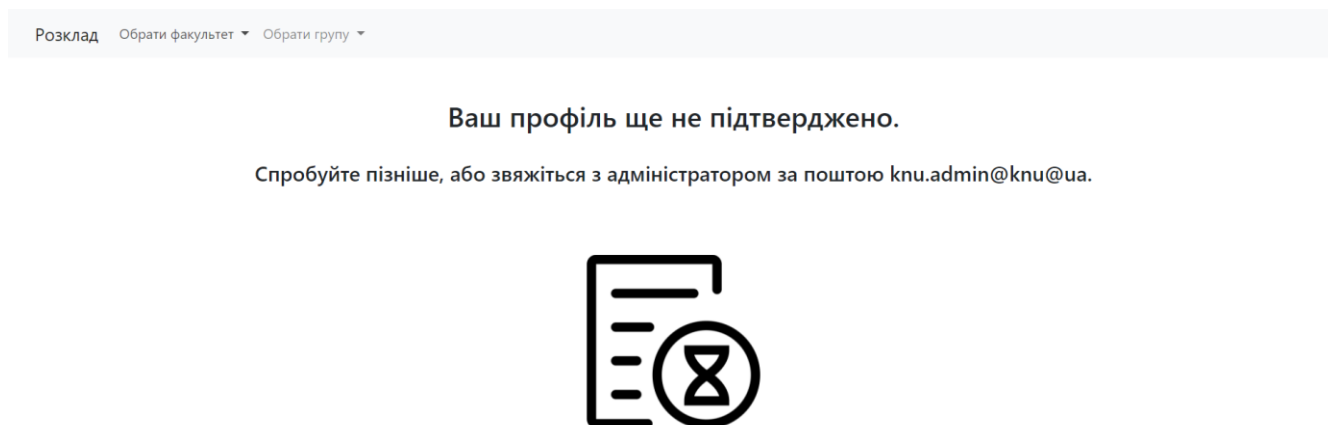 Розклад Обрати факультет Обрати групу
Ваш профіль ще не підтверджено.
Спробуйте пізніше, або звяжіться з адміністратором за поштою knu.admin@knu@ua.